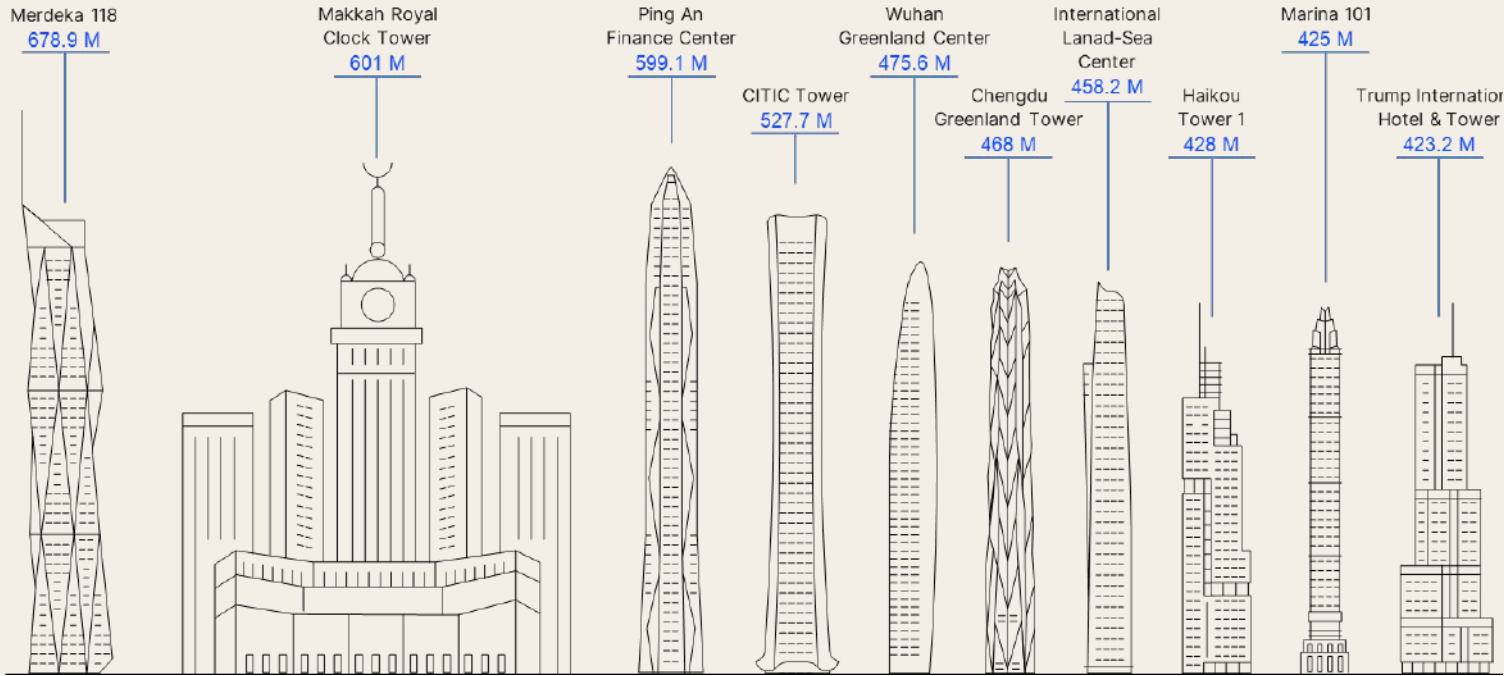 Merdeka 118
678.9 M
Makkah Royal
Clock Tower
601 M
Ping An
Finance Center
599.1 M
CITIC Tower
527.7 M
Wuhan
Greenland Center
475.6 M
Chengdu
Greenland Tower
468 M
International
Lanad-Sea
Center
458.2 M
Haikou
Tower 1
428 M
Marina 101
425 M
Trump Internation
Hotel & Tower
423.2 M